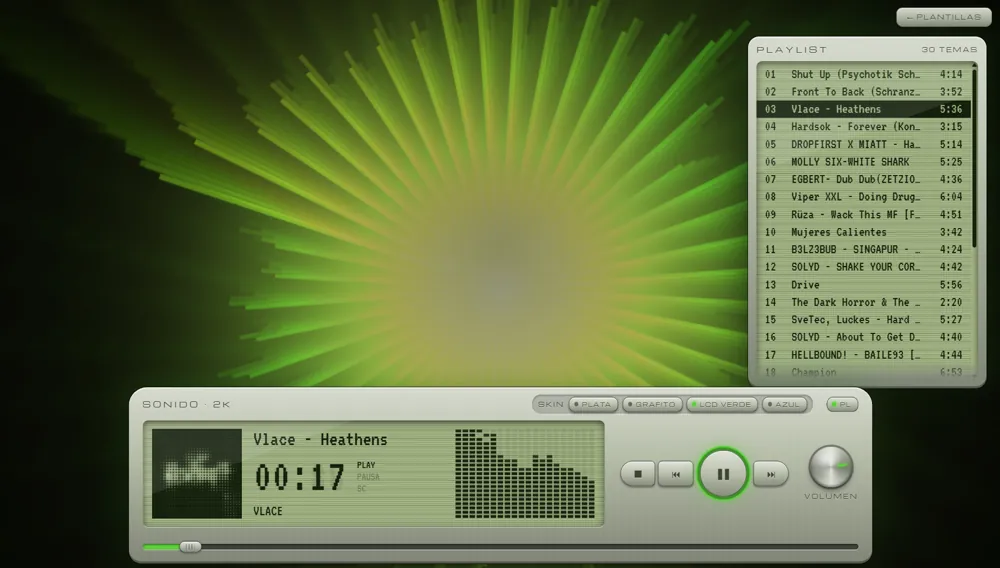 ←PLANTILLAS
PLAYLIST 30 TEMAS
01 Shut Up (Psychotik Sch… 4:14
02 Front To Back (Schranz… 3:52
03 Vlace - Heathens 5:36
04 Hardsok - Forever (Kon… 3:15
05 DROPFIRST X MIATT - Ha… 5:14
06 MOLLY SIX-WHITE SHARK 5:25
07 EGBERT- Dub Dub(ZETZIO… 4:36
08 Viper XXL - Doing Drug… 6:04
09 Rüza - Wack This MF [F… 4:51
10 Mujeres Calientes 3:42
11 B3LZ3BUB - SINGAPUR - … 4:24
12 SOLYD - SHAKE YOUR COR… 4:42
13 Drive 5:56
14 The Dark Horror & The … 2:20
15 SveTec, Luckes - Hard … 5:27
16 SOLYD - About To Get D… 4:40
17 HELLBOUND! - BAILE93 [… 4:44
18 Champion 6:53
SONIDO · 2K SKIN PLATA GRAFITO LCD VERDE AZUL PL
Vlace - Heathens
00:17 PLAY
PAUSA
SC
VLACE
VOLUMEN